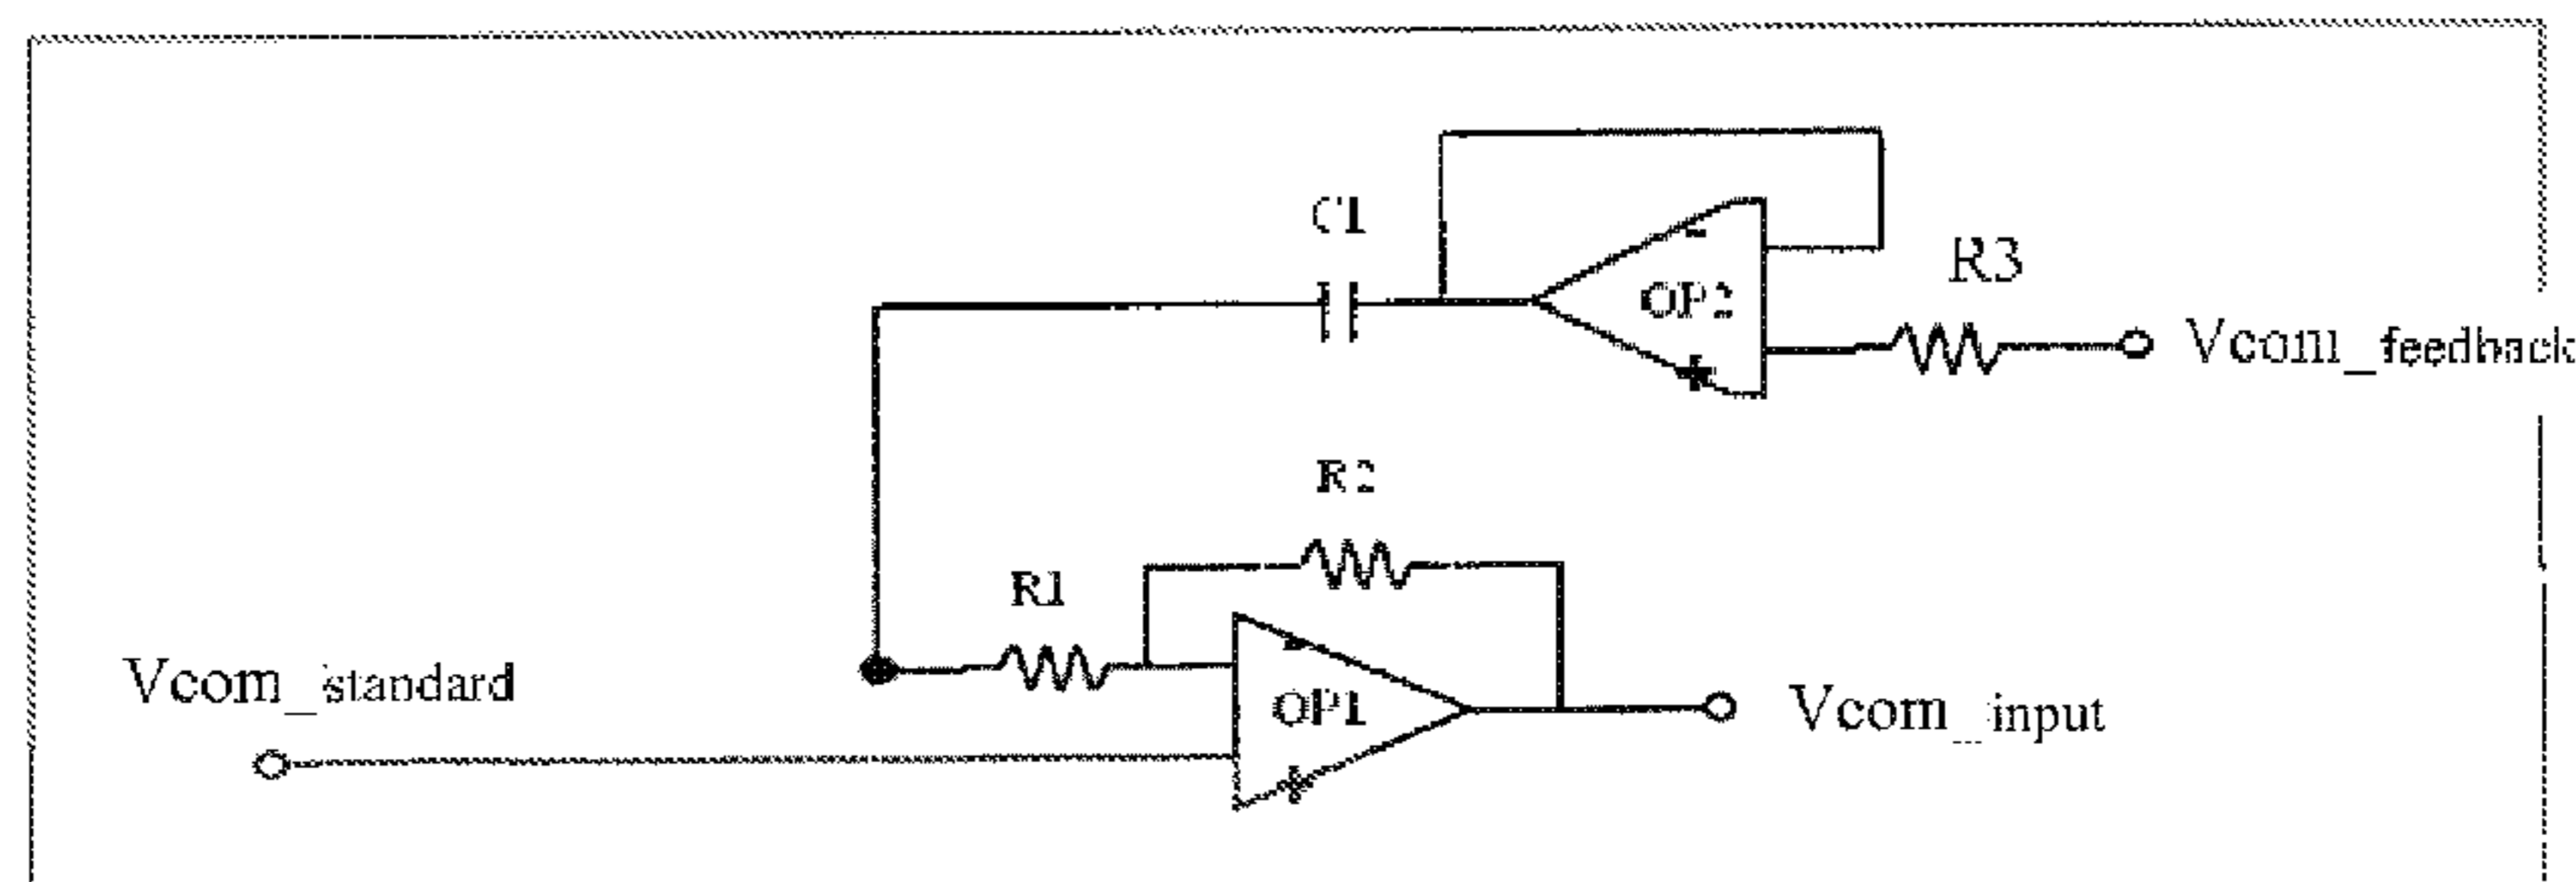 C1
-
OP2
+
R3
Vcom_feedback
R2
R1
Vcom_standard
-
OP1
+
Vcom_input